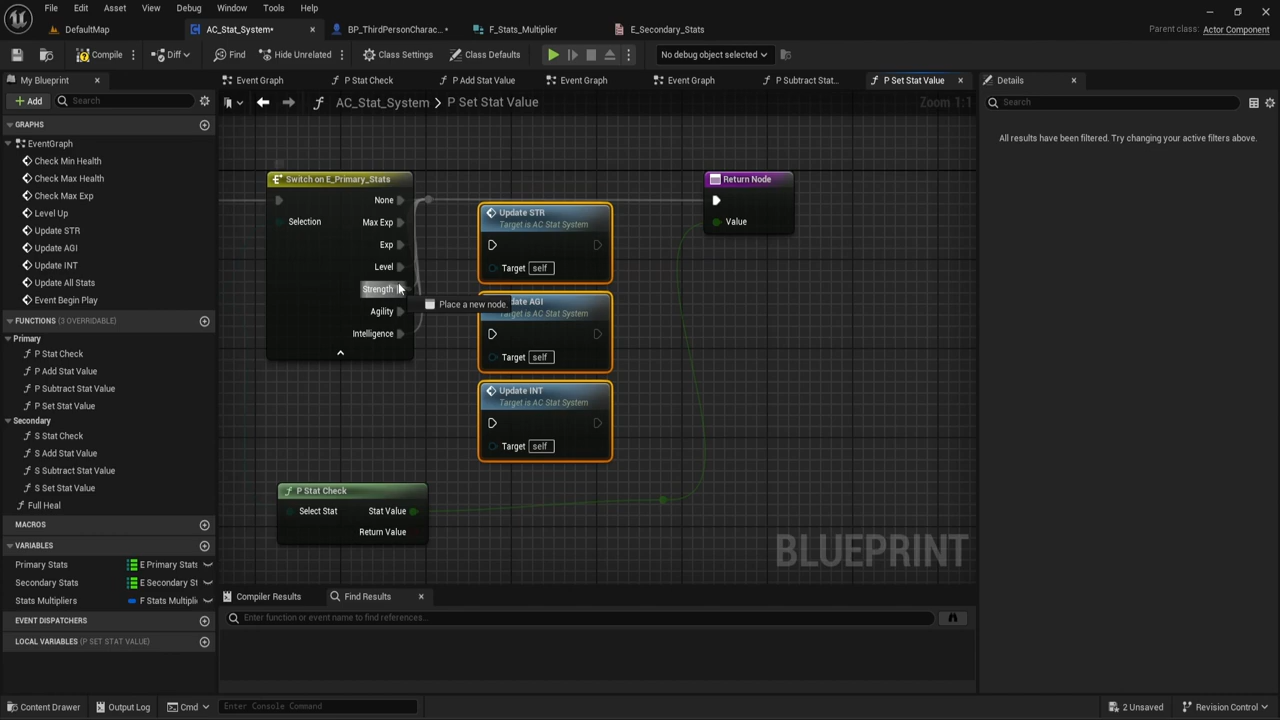 File Edit Asset View Debug Window Tools Help
DefaultMap AC_Stat_System* BP_ThirdPersonCharac... F_Stats_Multiplier E_Secondary_Stats Parent class: Actor Component
Compile Diff Find Hide Unrelated Class Settings Class Defaults No debug object selected
My Blueprint Event Graph P Stat Check P Add Stat Value Event Graph Event Graph P Subtract Stat... P Set Stat Value Details
Add Search AC_Stat_System P Set Stat Value Zoom 1:1 Search
All results have been filtered. Try changing your active filters above.
GRAPHS
EventGraph
Check Min Health
Check Max Health
Check Max Exp
Level Up
Update STR
Update AGI
Update INT
Update All Stats
Event Begin Play
FUNCTIONS (3 OVERRIDABLE)
Primary
P Stat Check
P Add Stat Value
P Subtract Stat Value
P Set Stat Value
Secondary
S Stat Check
S Add Stat Value
S Subtract Stat Value
S Set Stat Value
Full Heal
MACROS
VARIABLES
Primary Stats E Primary Stats
Secondary Stats E Secondary St
Stats Multipliers F Stats Multipli
EVENT DISPATCHERS
LOCAL VARIABLES (P SET STAT VALUE)
Switch on E_Primary_Stats
None
Selection Max Exp
Exp
Level
Strength
Agility
Intelligence
Place a new node.
Update STR
Target is AC Stat System
Target self
date AGI
Target is AC Stat System
Target self
Update INT
Target is AC Stat System
Target self
Return Node
Value
P Stat Check
Select Stat Stat Value
Return Value
BLUEPRINT
Compiler Results Find Results
Enter function or event name to find references...
Content Drawer Output Log Cmd Enter Console Command 2 Unsaved Revision Control